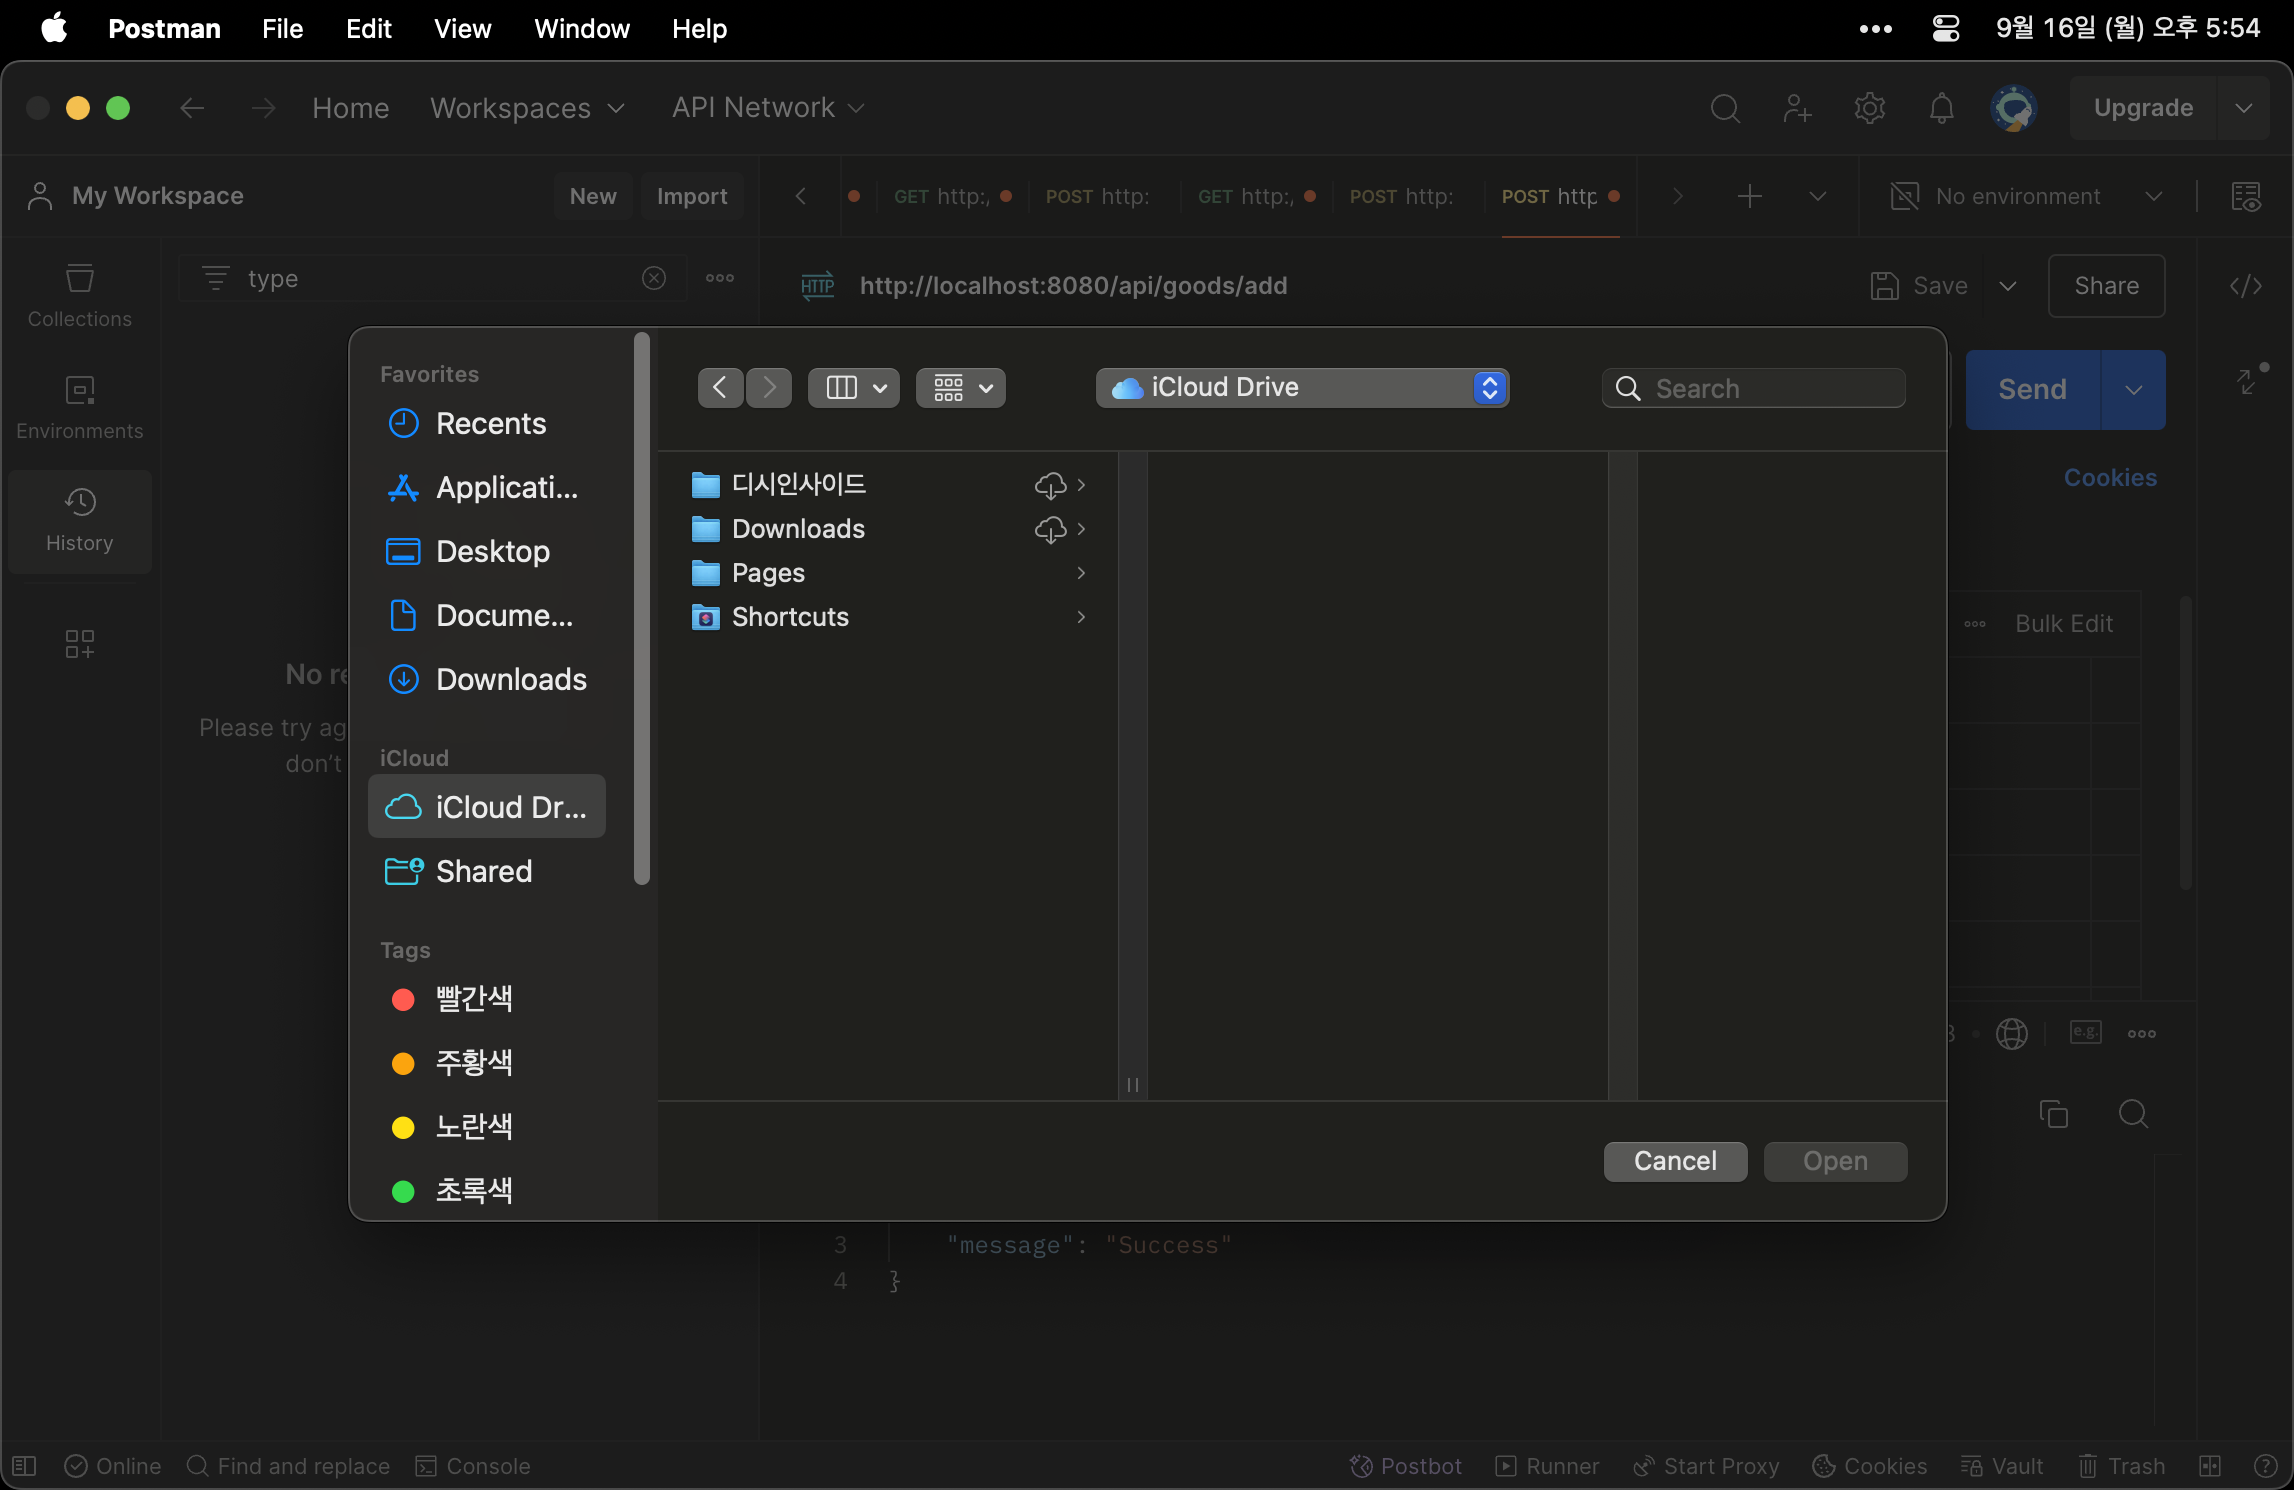 Postman File Edit View Window Help
9월 16일 (월) 오후 5:54
Home Workspaces API Network
Upgrade
My Workspace New Import
GET http:, POST http: GET http:, POST http: POST http
No environment
type
HTTP http://localhost:8080/api/goods/add
Save Share
Collections
Environments
History
Send
Cookies
Bulk Edit
No re
Please try ag
don't
Favorites
Recents
Applicati...
Desktop
Docume...
Downloads
iCloud
iCloud Dr...
Shared
Tags
빨간색
주황색
노란색
초록색
iCloud Drive
Search
디시인사이드
Downloads
Pages
Shortcuts
Cancel Open
e.g.
3 "message": "Success"
4 }
Online Find and replace Console
Postbot Runner Start Proxy Cookies Vault Trash